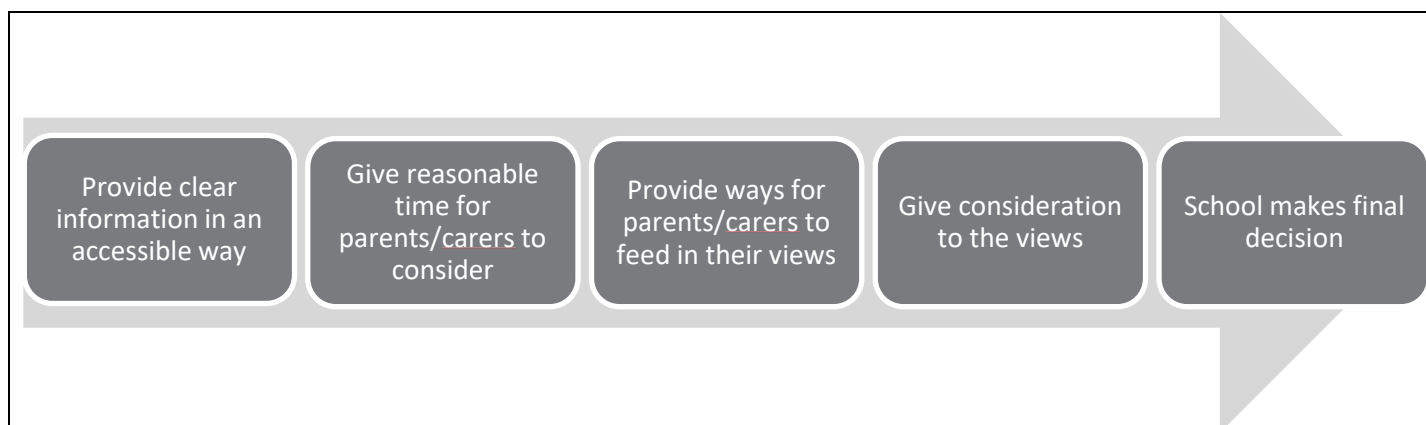 Provide clear
information in an
accessible way
Give reasonable
time for
parents/carers to
consider
Provide ways for
parents/carers to
feed in their views
Give consideration
to the views
School makes final
decision